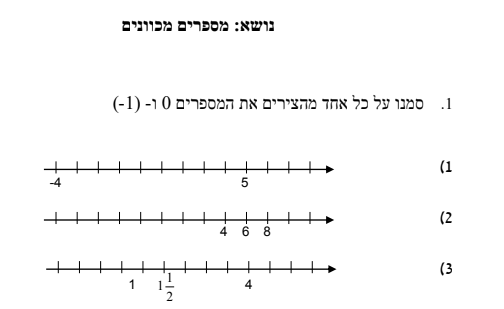 נושא: מספרים מכוונים
1. סמנו על כל אחד מהצירים את המספרים 0 ו- (1-)
(1
-4 5
(2
4 6 8
(3
1 1½ 4